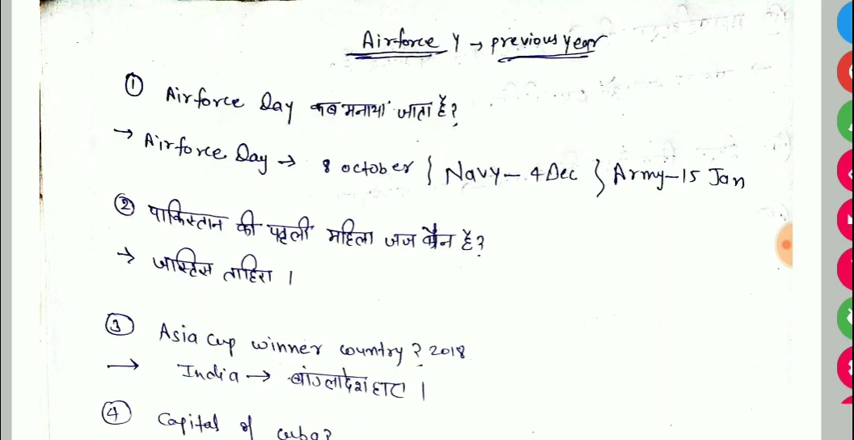 Airforce Y → previous year
① Airforce Day कब मनाया जाता है?
→ Airforce Day → 8 october { Navy - 4 Dec } Army - 15 Jan
② पाकिस्तान की पहली महिला जज कौन है?
→ जास्टिस ताहिरा ।
③ Asia cup winner country? 2018
→ India → बांग्लादेश हारा ।
④ Capital of cuba?